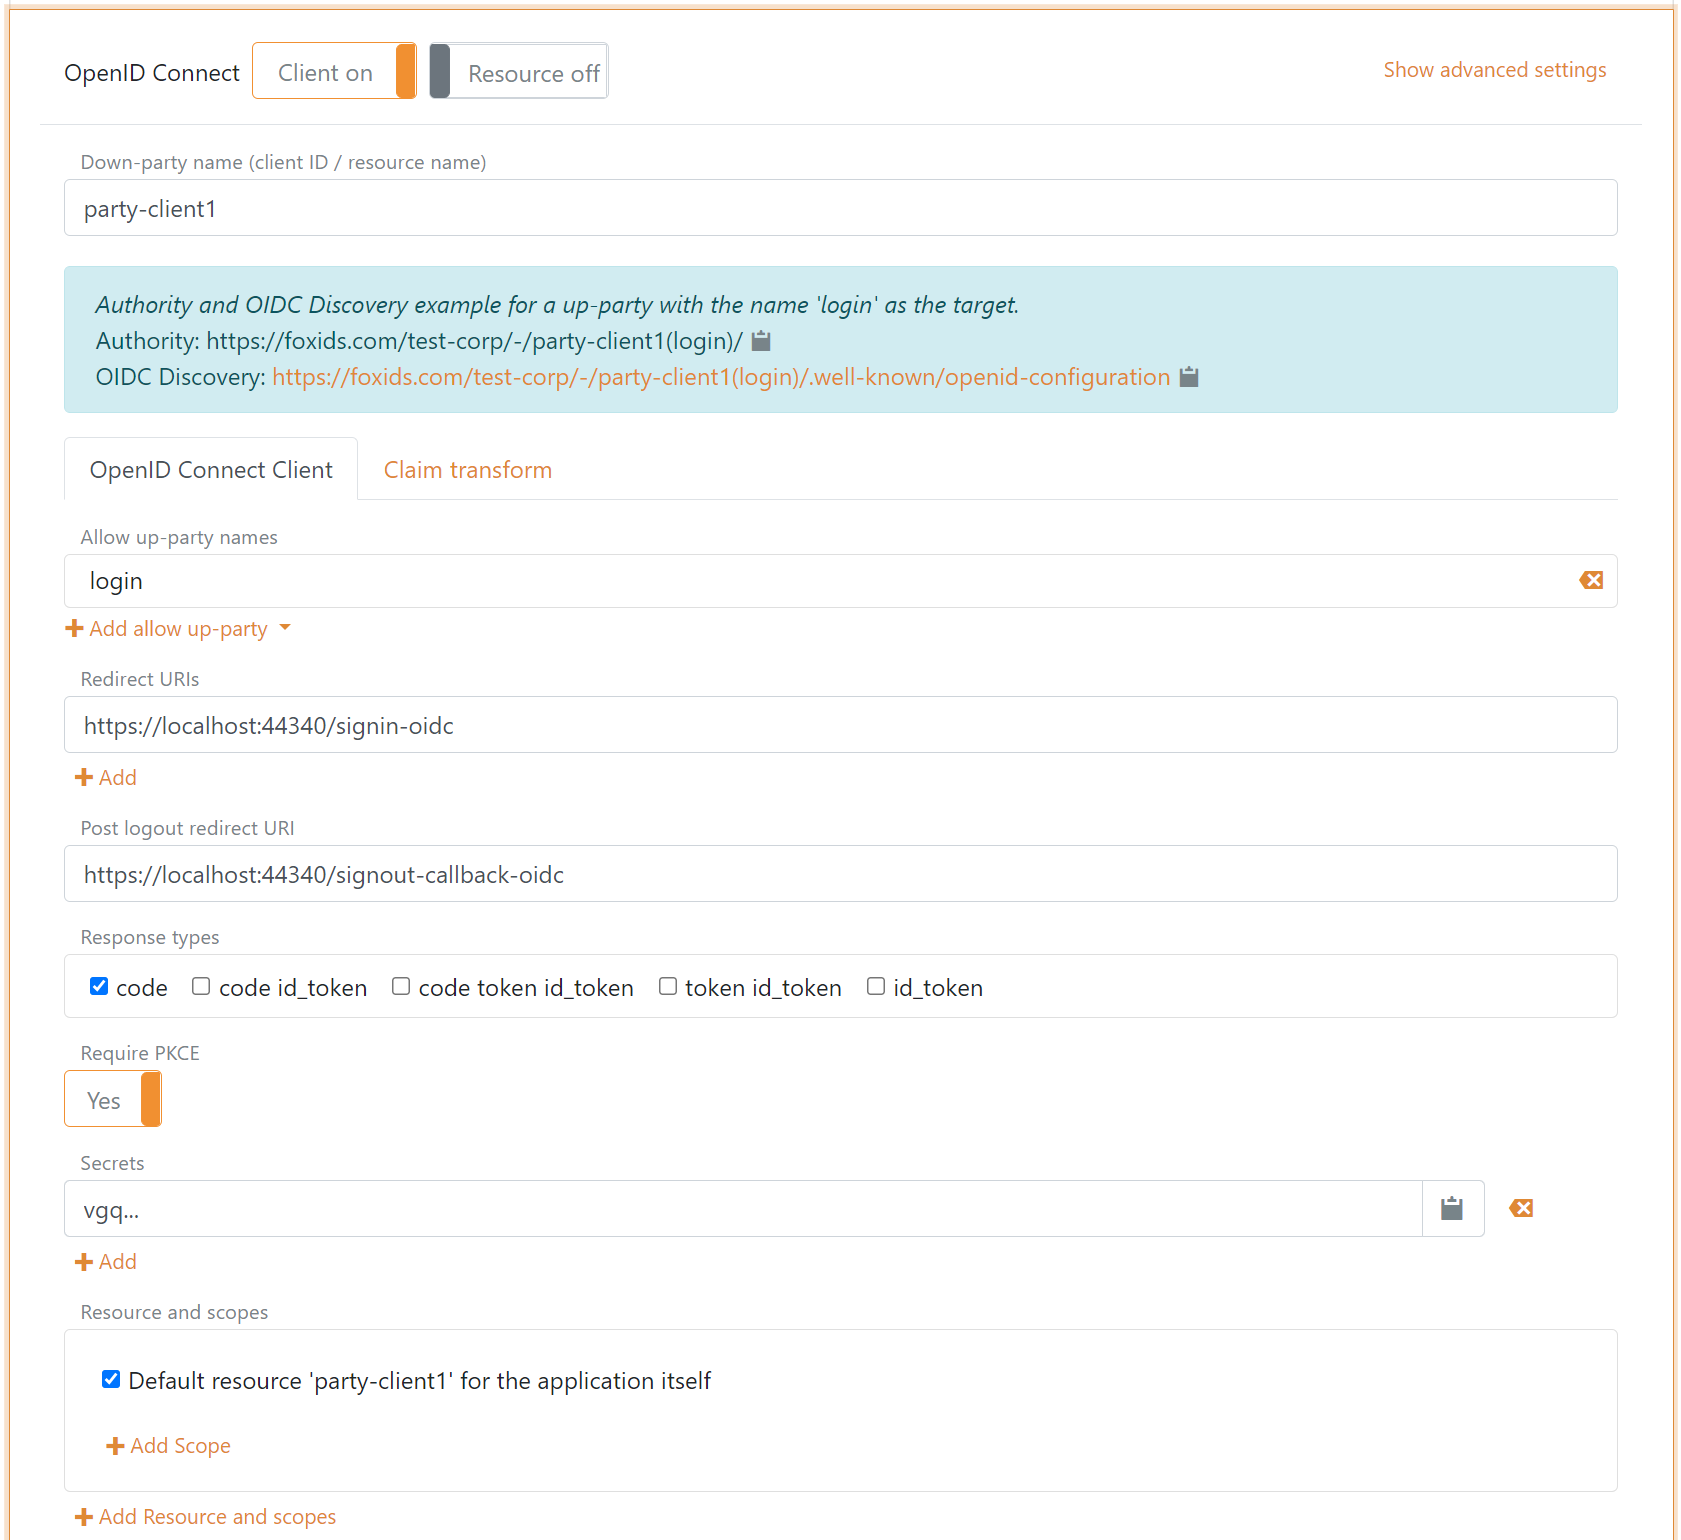 OpenID Connect Client on Resource off Show advanced settings
Down-party name (client ID / resource name)
party-client1
Authority and OIDC Discovery example for a up-party with the name 'login' as the target.
Authority: https://foxids.com/test-corp/-/party-client1(login)/
OIDC Discovery: https://foxids.com/test-corp/-/party-client1(login)/.well-known/openid-configuration
OpenID Connect Client Claim transform
Allow up-party names
login
Add allow up-party
Redirect URIs
https://localhost:44340/signin-oidc
Add
Post logout redirect URI
https://localhost:44340/signout-callback-oidc
Response types
code code id_token code token id_token token id_token id_token
Require PKCE
Yes
Secrets
vgq...
Add
Resource and scopes
Default resource 'party-client1' for the application itself
Add Scope
Add Resource and scopes